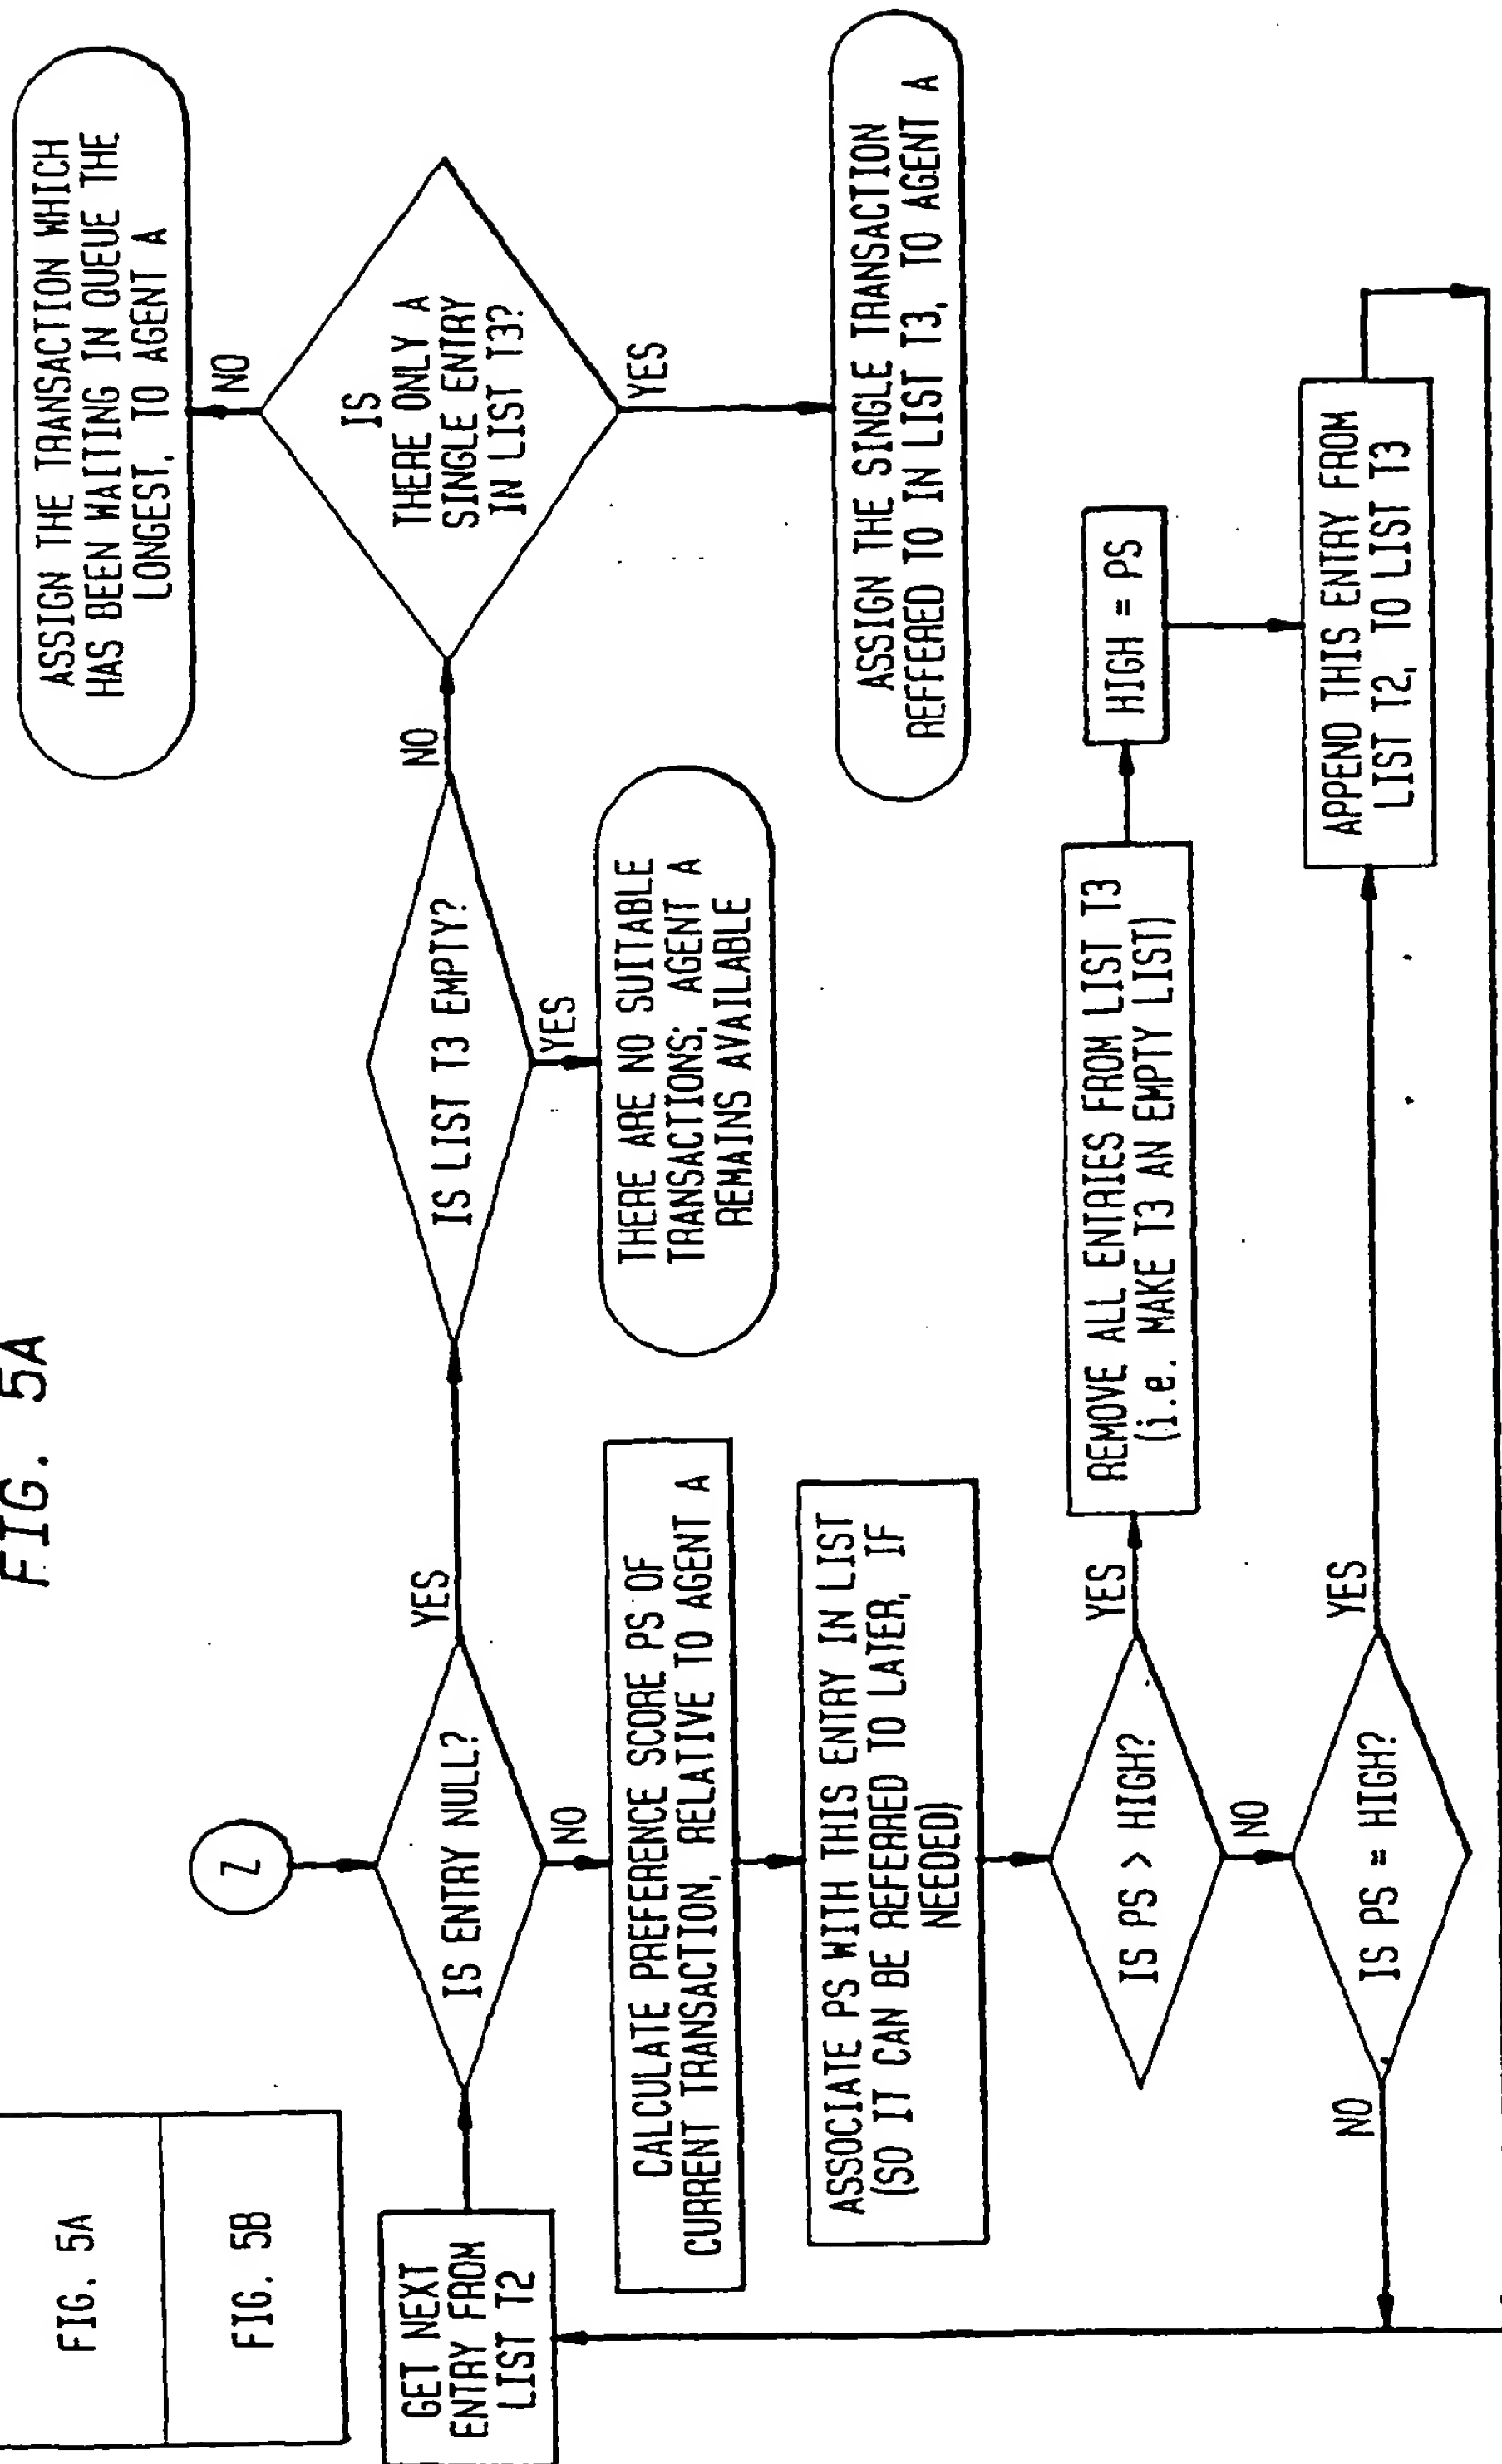 FIG. 5A
FIG. 5A
FIG. 5B
Z
GET NEXT
ENTRY FROM
LIST T2
IS ENTRY NULL?
YES
NO
IS LIST T3 EMPTY?
NO
YES
THERE ARE NO SUITABLE
TRANSACTIONS; AGENT A
REMAINS AVAILABLE
IS
THERE ONLY A
SINGLE ENTRY
IN LIST T3?
NO
YES
ASSIGN THE TRANSACTION WHICH
HAS BEEN WAITING IN QUEUE THE
LONGEST, TO AGENT A
ASSIGN THE SINGLE TRANSACTION
REFFERED TO IN LIST T3, TO AGENT A
CALCULATE PREFERENCE SCORE PS OF
CURRENT TRANSACTION, RELATIVE TO AGENT A
ASSOCIATE PS WITH THIS ENTRY IN LIST
(SO IT CAN BE REFERRED TO LATER, IF
NEEDED)
IS PS > HIGH?
YES
NO
REMOVE ALL ENTRIES FROM LIST T3
(i.e. MAKE T3 AN EMPTY LIST)
HIGH = PS
IS PS = HIGH?
YES
NO
APPEND THIS ENTRY FROM
LIST T2, TO LIST T3